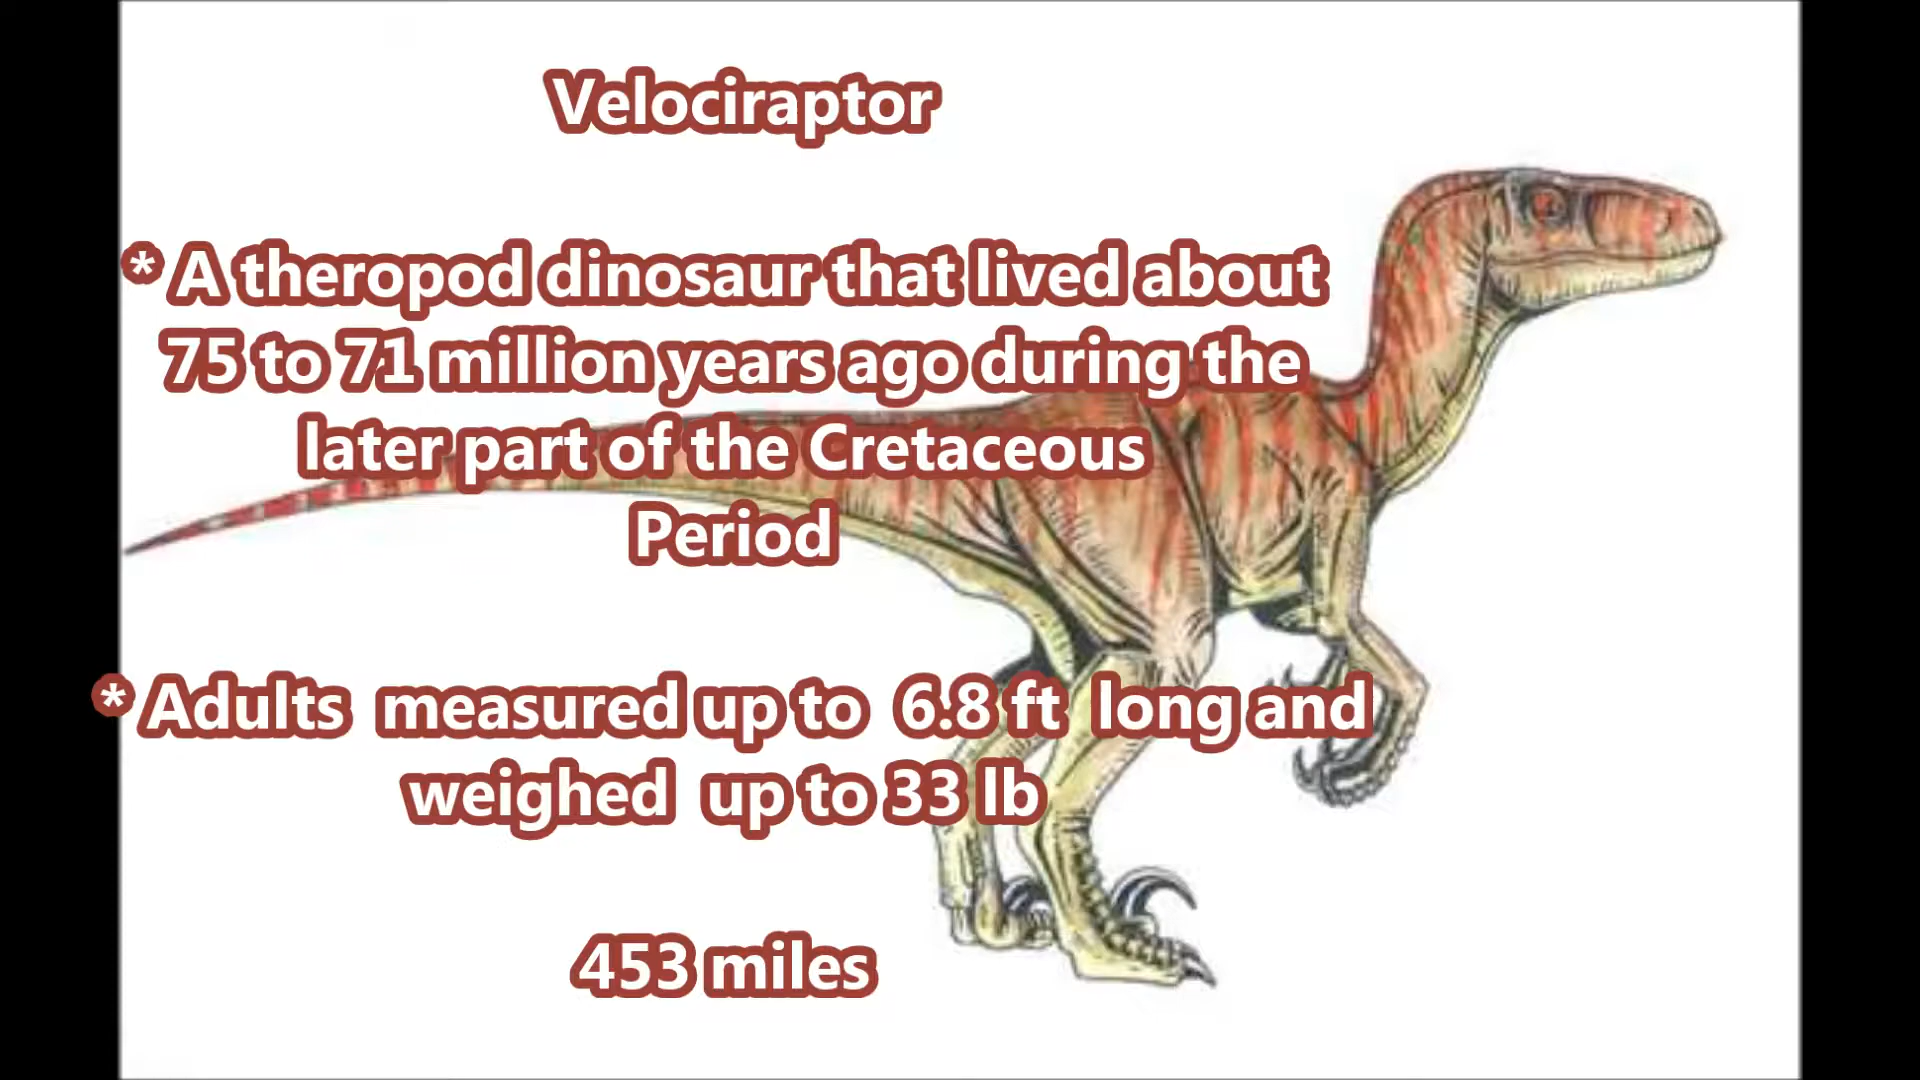 Velociraptor
* A theropod dinosaur that lived about
75 to 71 million years ago during the
later part of the Cretaceous
Period
* Adults measured up to 6.8 ft long and
weighed up to 33 lb
453 miles